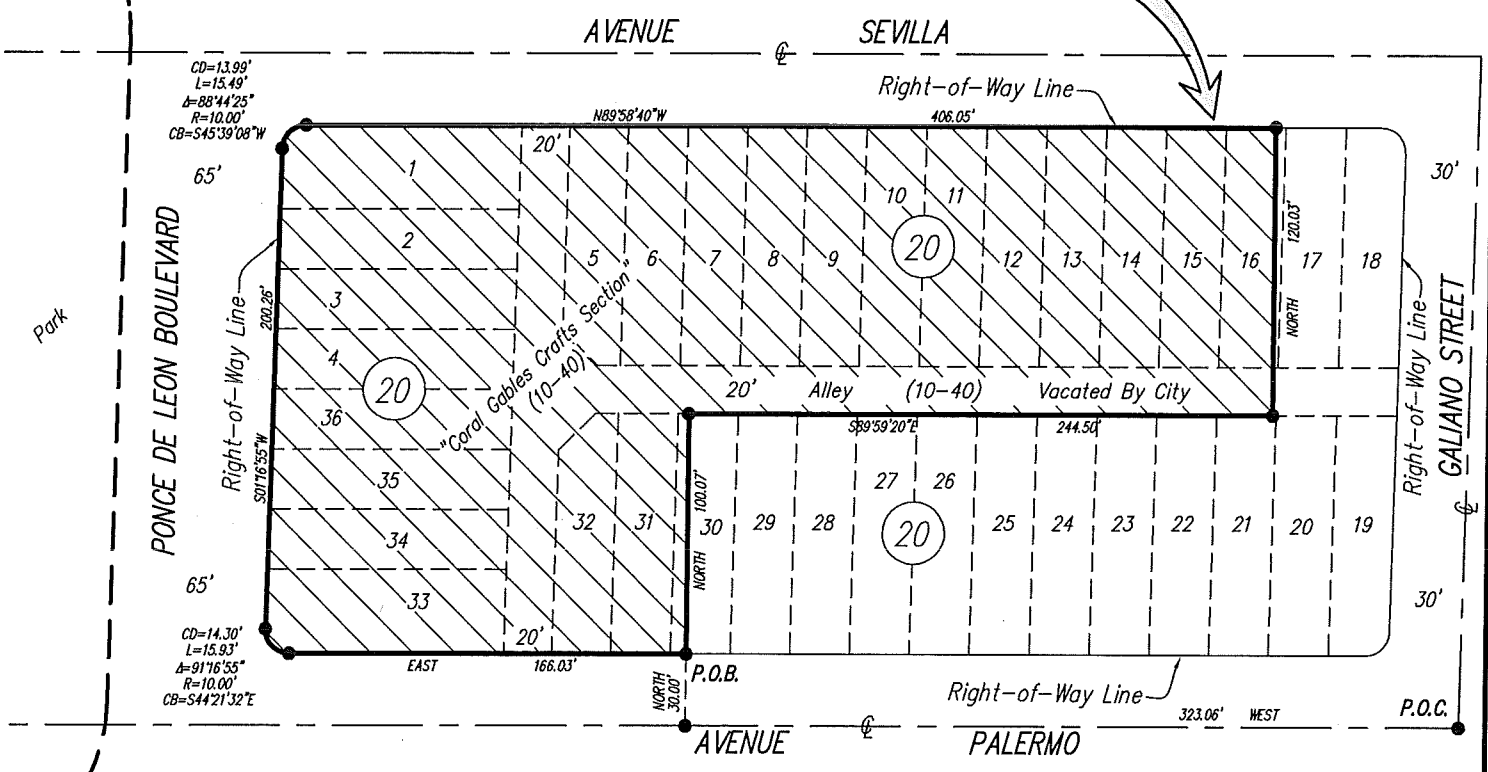 AVENUE ℄ SEVILLA
CD=13.99'
L=15.49'
Δ=88°44'25"
R=10.00'
CB=S45°39'08"W
Right-of-Way Line
N89°58'40"W 406.05'
65'
20'
30'
1
2
3
4
36
35
34
33
5
6
7
8
9
10
11
12
13
14
15
16
17
18
20
20
120.03'
NORTH
Park
PONCE DE LEON BOULEVARD
Right-of-Way Line
200.26'
S01°16'55"W
"Coral Gables Crafts Section"
(10-40)
20' Alley (10-40) Vacated By City
S89°59'20"E 244.50'
Right-of-Way Line
GALIANO STREET
℄
32
31
30
29
28
27
26
25
24
23
22
21
20
19
20
100.07'
NORTH
65'
30'
20'
CD=14.30'
L=15.93'
Δ=91°16'55"
R=10.00'
CB=S44°21'32"E
EAST 166.03'
P.O.B.
NORTH
30.00'
Right-of-Way Line
323.06' WEST
P.O.C.
AVENUE ℄ PALERMO